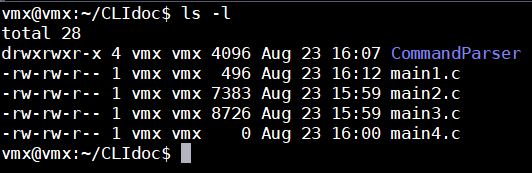 vmx@vmx:~/CLIdoc$ ls -l
total 28
drwxrwxr-x 4 vmx vmx 4096 Aug 23 16:07 CommandParser
-rw-rw-r-- 1 vmx vmx  496 Aug 23 16:12 main1.c
-rw-rw-r-- 1 vmx vmx 7383 Aug 23 15:59 main2.c
-rw-rw-r-- 1 vmx vmx 8726 Aug 23 15:59 main3.c
-rw-rw-r-- 1 vmx vmx    0 Aug 23 16:00 main4.c
vmx@vmx:~/CLIdoc$